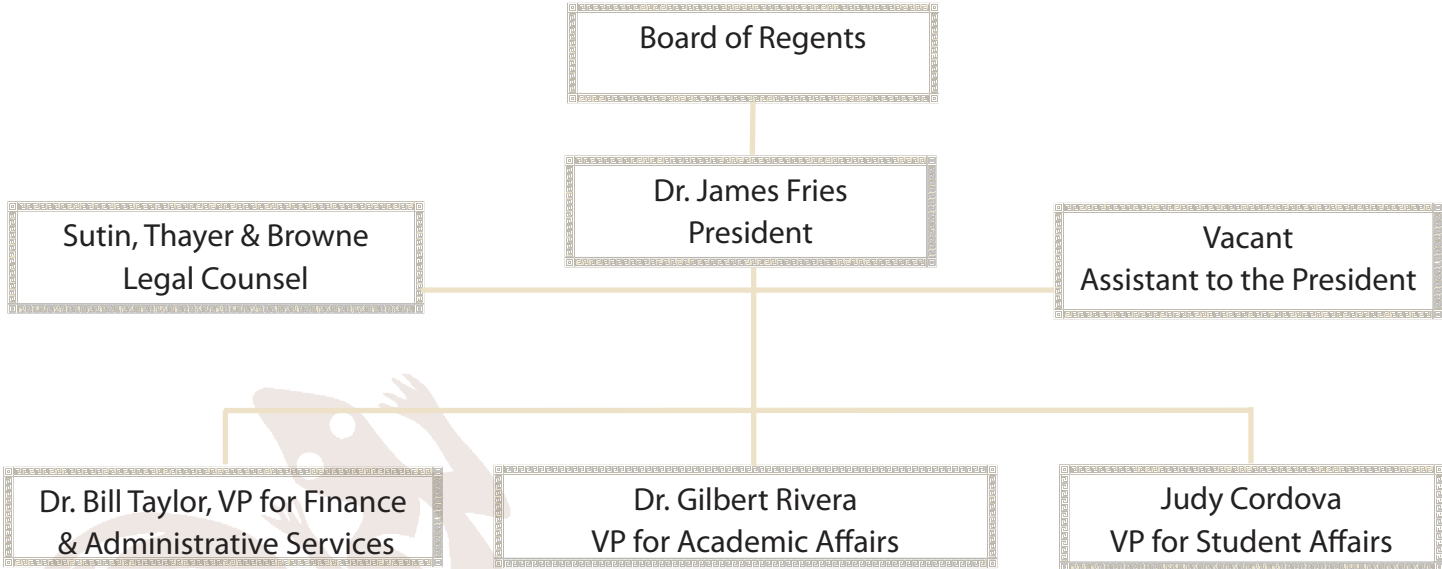 Board of Regents
Dr. James Fries
President
Sutin, Thayer & Browne
Legal Counsel
Vacant
Assistant to the President
Dr. Bill Taylor, VP for Finance
& Administrative Services
Dr. Gilbert Rivera
VP for Academic Affairs
Judy Cordova
VP for Student Affairs